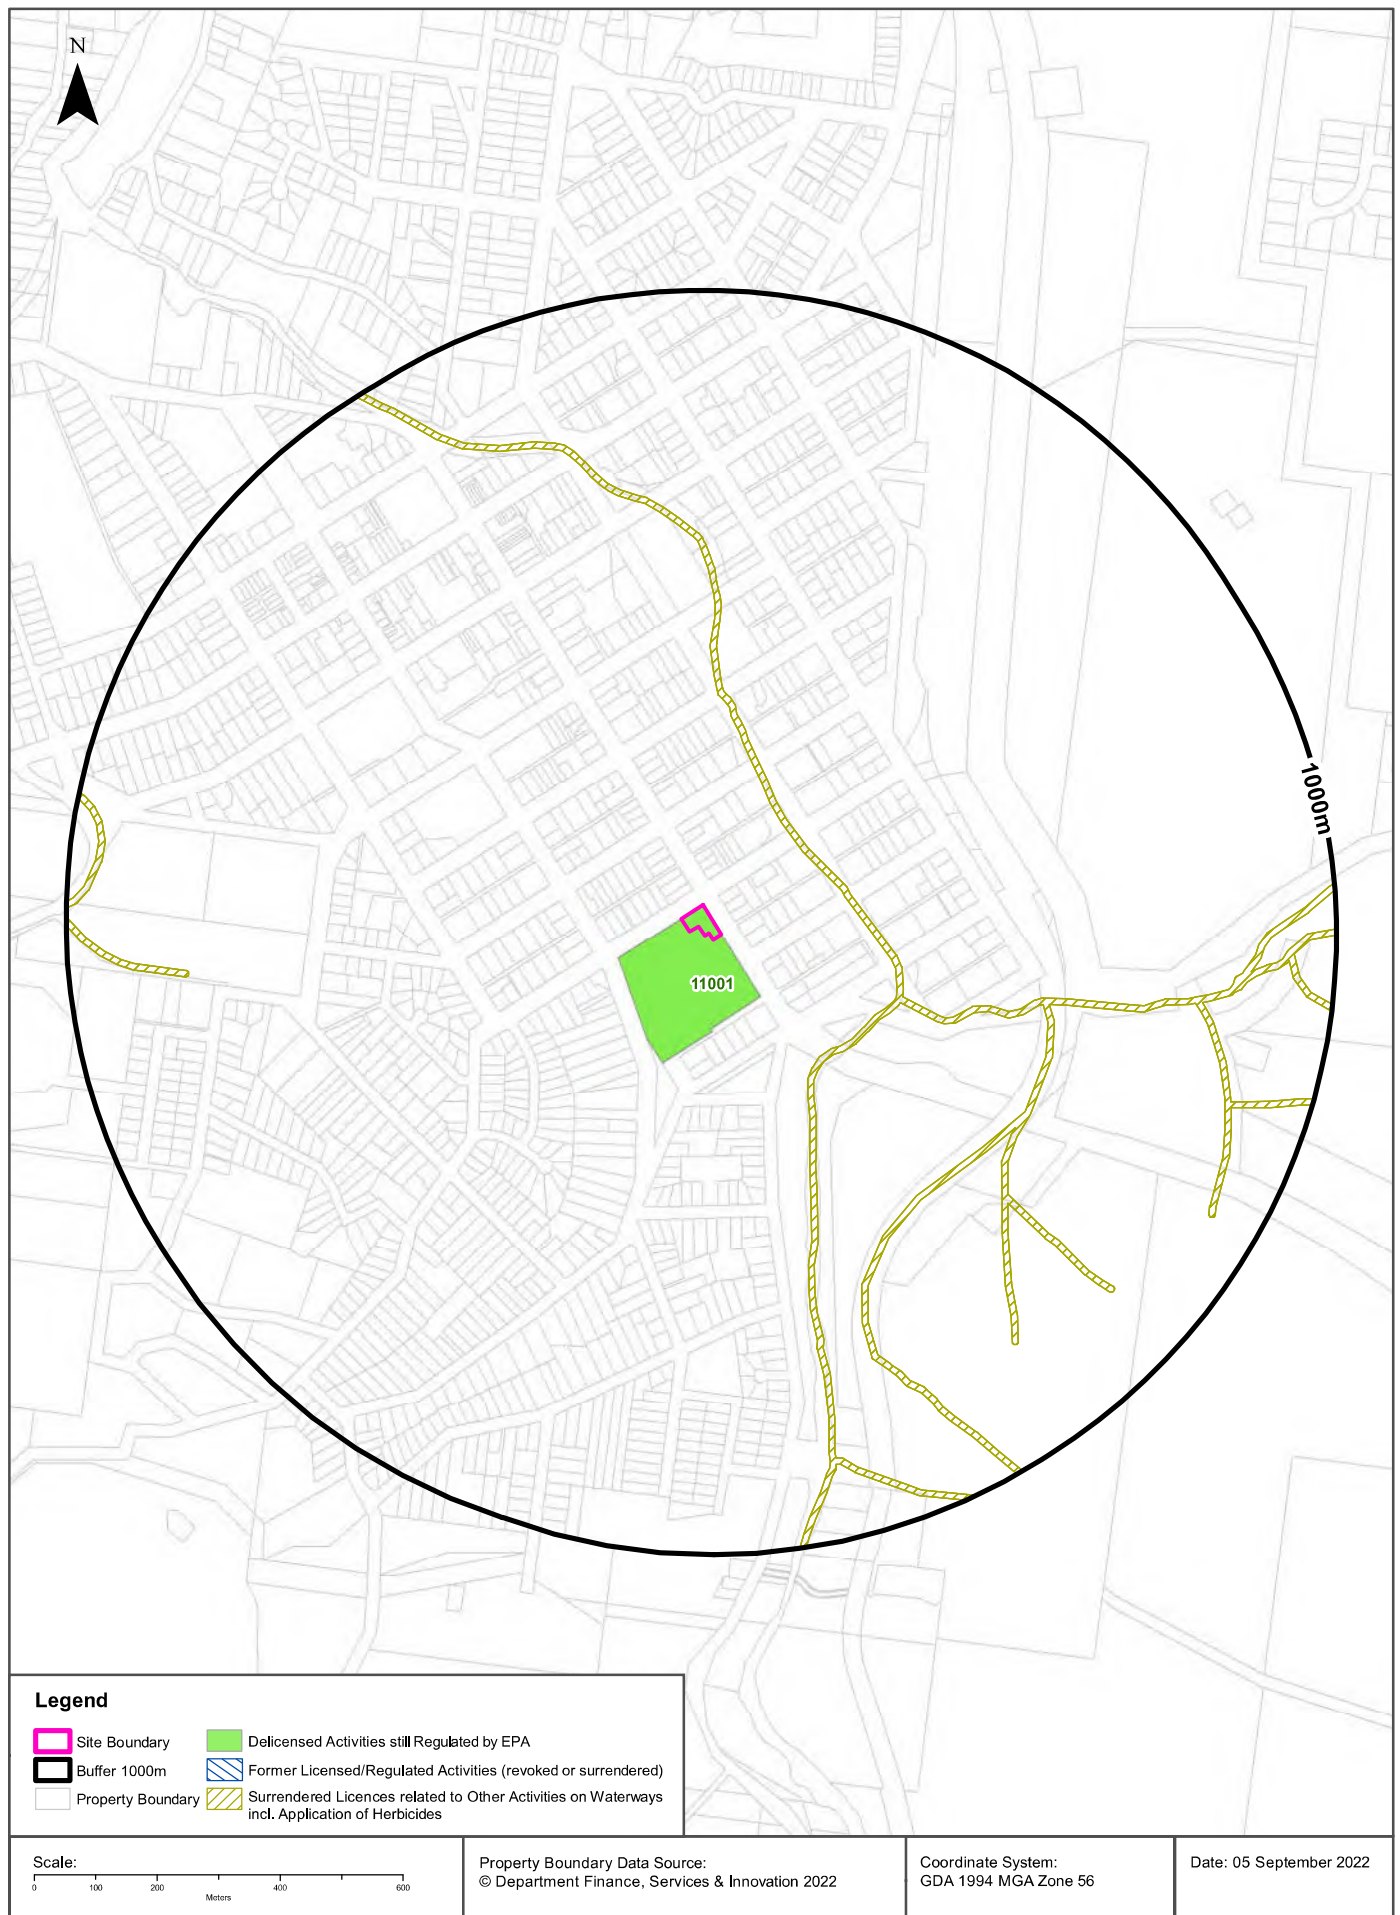 N
1000m
11001
Legend
Site Boundary
Buffer 1000m
Property Boundary
Delicensed Activities still Regulated by EPA
Former Licensed/Regulated Activities (revoked or surrendered)
Surrendered Licences related to Other Activities on Waterways
incl. Application of Herbicides
Scale:
0 100 200 400 600
Meters
Property Boundary Data Source:
© Department Finance, Services & Innovation 2022
Coordinate System:
GDA 1994 MGA Zone 56
Date: 05 September 2022